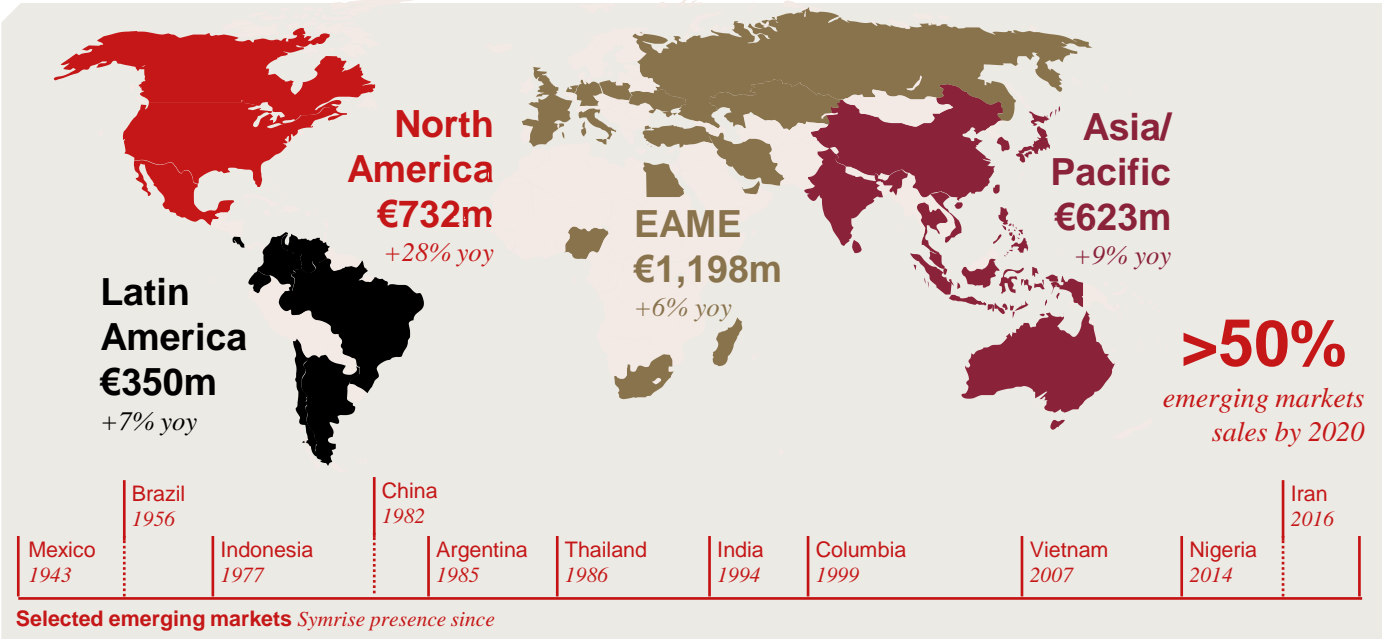 North
America
€732m
+28% yoy
EAME
€1,198m
+6% yoy
Asia/
Pacific
€623m
+9% yoy
Latin
America
€350m
+7% yoy
>50%
emerging markets
sales by 2020
Brazil
1956
China
1982
Iran
2016
Mexico
1943
Indonesia
1977
Argentina
1985
Thailand
1986
India
1994
Columbia
1999
Vietnam
2007
Nigeria
2014
Selected emerging markets Symrise presence since